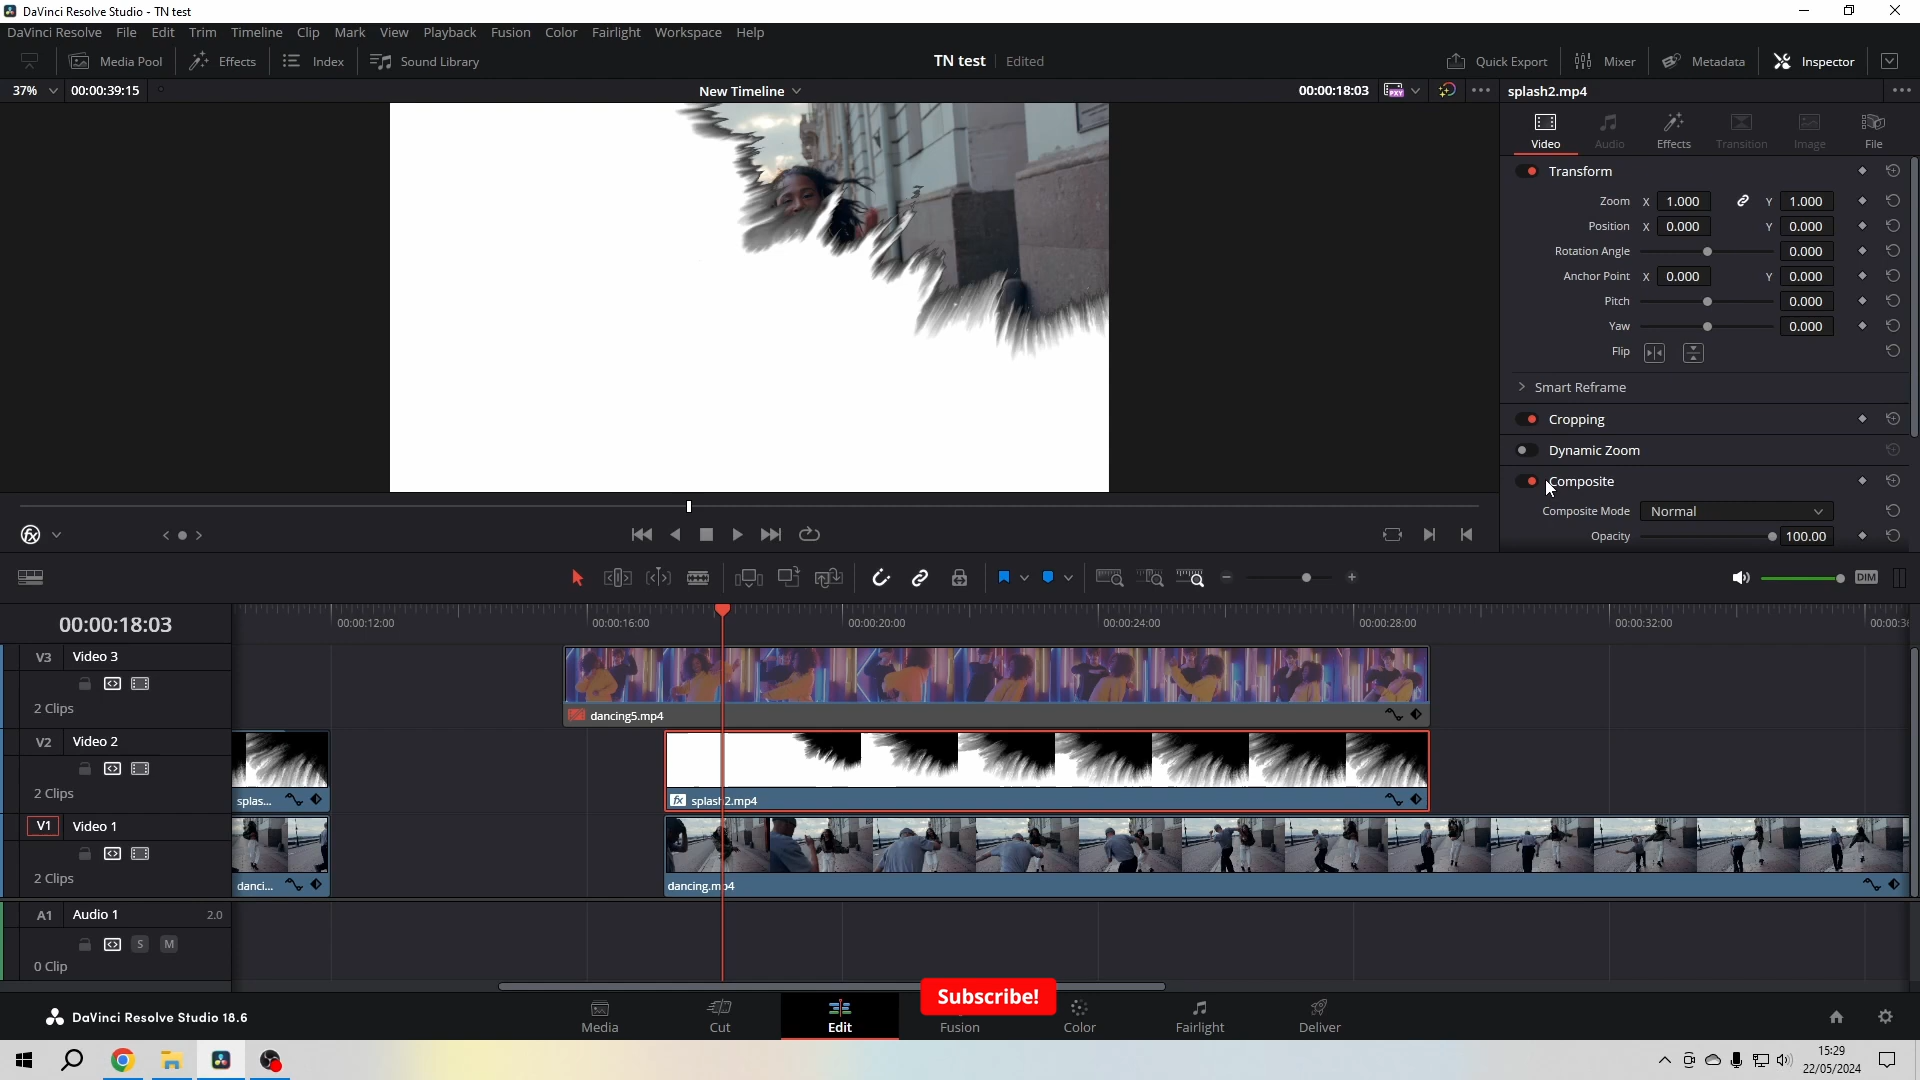 DaVinci Resolve Studio - TN test
DaVinci Resolve File Edit Trim Timeline Clip Mark View Playback Fusion Color Fairlight Workspace Help
Media Pool Effects Index Sound Library TN test Edited Quick Export Mixer Metadata Inspector
37% 00:00:39:15 New Timeline 00:00:18:03 PXY splash2.mp4
Video Audio Effects Transition Image File
Transform
Zoom X 1.000 Y 1.000
Position X 0.000 Y 0.000
Rotation Angle 0.000
Anchor Point X 0.000 Y 0.000
Pitch 0.000
Yaw 0.000
Flip
Smart Reframe
Cropping
Dynamic Zoom
Composite
Composite Mode Normal
Opacity 100.00
DIM
00:00:18:03 00:00:12:00 00:00:16:00 00:00:20:00 00:00:24:00 00:00:28:00 00:00:32:00
V3 Video 3
2 Clips
dancing5.mp4
V2 Video 2
2 Clips
splas... fx splash2.mp4
V1 Video 1
2 Clips
danci... dancing.mp4
A1 Audio 1 2.0
S M
0 Clip
Subscribe!
DaVinci Resolve Studio 18.6 Media Cut Edit Fusion Color Fairlight Deliver
15:29
22/05/2024